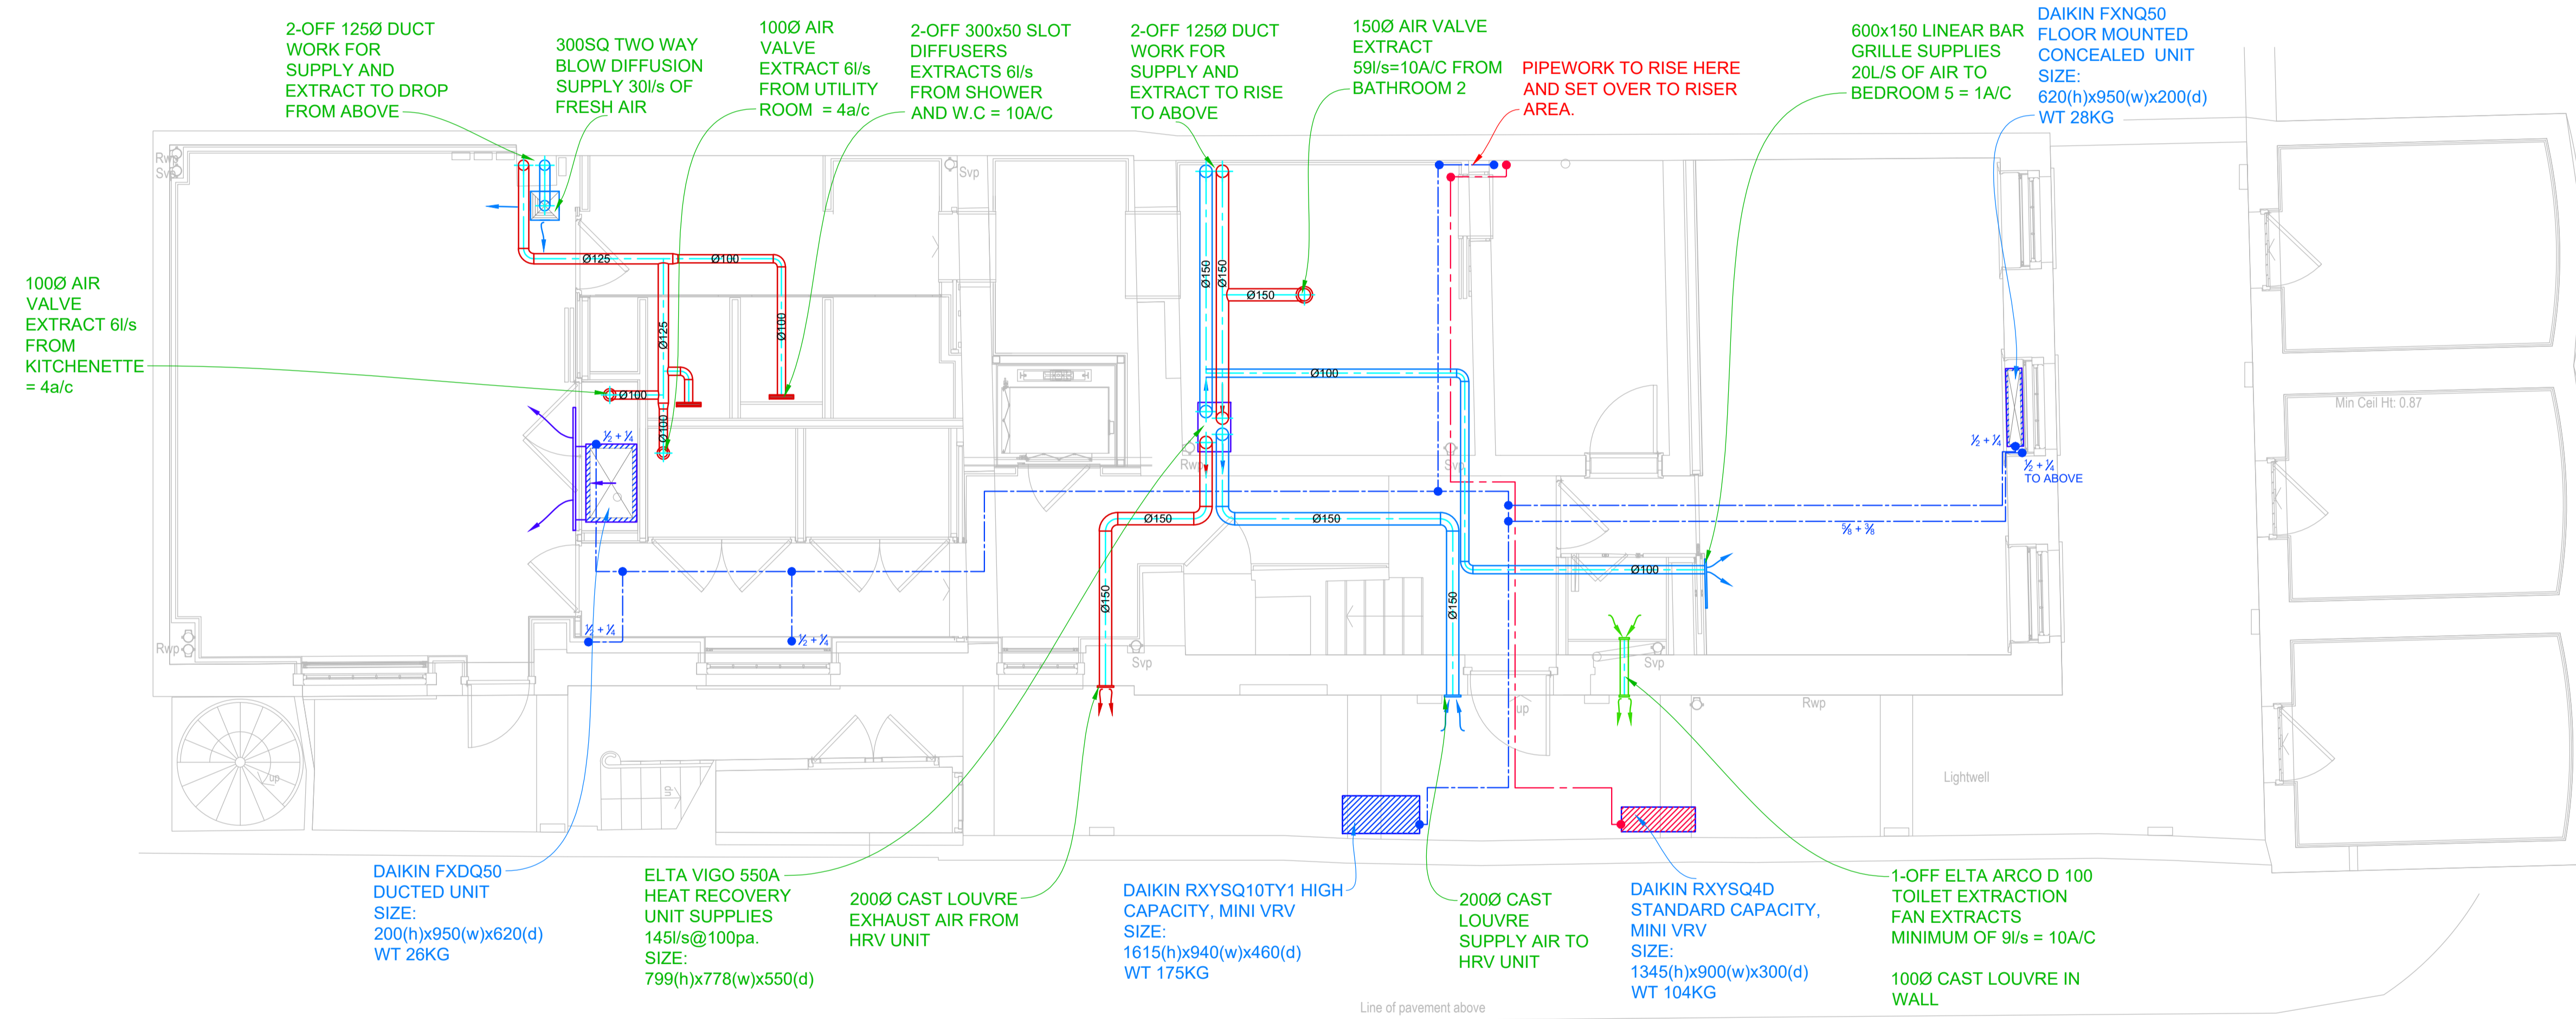 2-OFF 125Ø DUCT
WORK FOR
SUPPLY AND
EXTRACT TO DROP
FROM ABOVE
300SQ TWO WAY
BLOW DIFFUSION
SUPPLY 30l/s OF
FRESH AIR
100Ø AIR
VALVE
EXTRACT 6l/s
FROM UTILITY
ROOM = 4a/c
2-OFF 300x50 SLOT
DIFFUSERS
EXTRACTS 6l/s
FROM SHOWER
AND W.C = 10A/C
2-OFF 125Ø DUCT
WORK FOR
SUPPLY AND
EXTRACT TO RISE
TO ABOVE
150Ø AIR VALVE
EXTRACT
59l/s=10A/C FROM
BATHROOM 2
PIPEWORK TO RISE HERE
AND SET OVER TO RISER
AREA.
600x150 LINEAR BAR
GRILLE SUPPLIES
20L/S OF AIR TO
BEDROOM 5 = 1A/C
DAIKIN FXNQ50
FLOOR MOUNTED
CONCEALED UNIT
SIZE:
620(h)x950(w)x200(d)
WT 28KG
Rwp
Svp
Svp
Ø125
Ø100
Ø150
Ø150
Ø150
100Ø AIR
VALVE
EXTRACT 6l/s
FROM
KITCHENETTE
= 4a/c
Ø125
Ø100
Ø100
Ø100
Ø100
Min Ceil Ht: 0.87
½ + ¼
Rwp
Svp
½ + ¼
½ + ¼
TO ABOVE
Ø150
Ø150
⅝ + ⅜
Ø100
Ø150
Ø150
½ + ¼
½ + ¼
Rwp
Svp
Svp
up
Rwp
up
dn
Lightwell
DAIKIN FXDQ50
DUCTED UNIT
SIZE:
200(h)x950(w)x620(d)
WT 26KG
ELTA VIGO 550A
HEAT RECOVERY
UNIT SUPPLIES
145l/s@100pa.
SIZE:
799(h)x778(w)x550(d)
200Ø CAST LOUVRE
EXHAUST AIR FROM
HRV UNIT
DAIKIN RXYSQ10TY1 HIGH
CAPACITY, MINI VRV
SIZE:
1615(h)x940(w)x460(d)
WT 175KG
200Ø CAST
LOUVRE
SUPPLY AIR TO
HRV UNIT
DAIKIN RXYSQ4D
STANDARD CAPACITY,
MINI VRV
SIZE:
1345(h)x900(w)x300(d)
WT 104KG
1-OFF ELTA ARCO D 100
TOILET EXTRACTION
FAN EXTRACTS
MINIMUM OF 9l/s = 10A/C
100Ø CAST LOUVRE IN
WALL
Line of pavement above